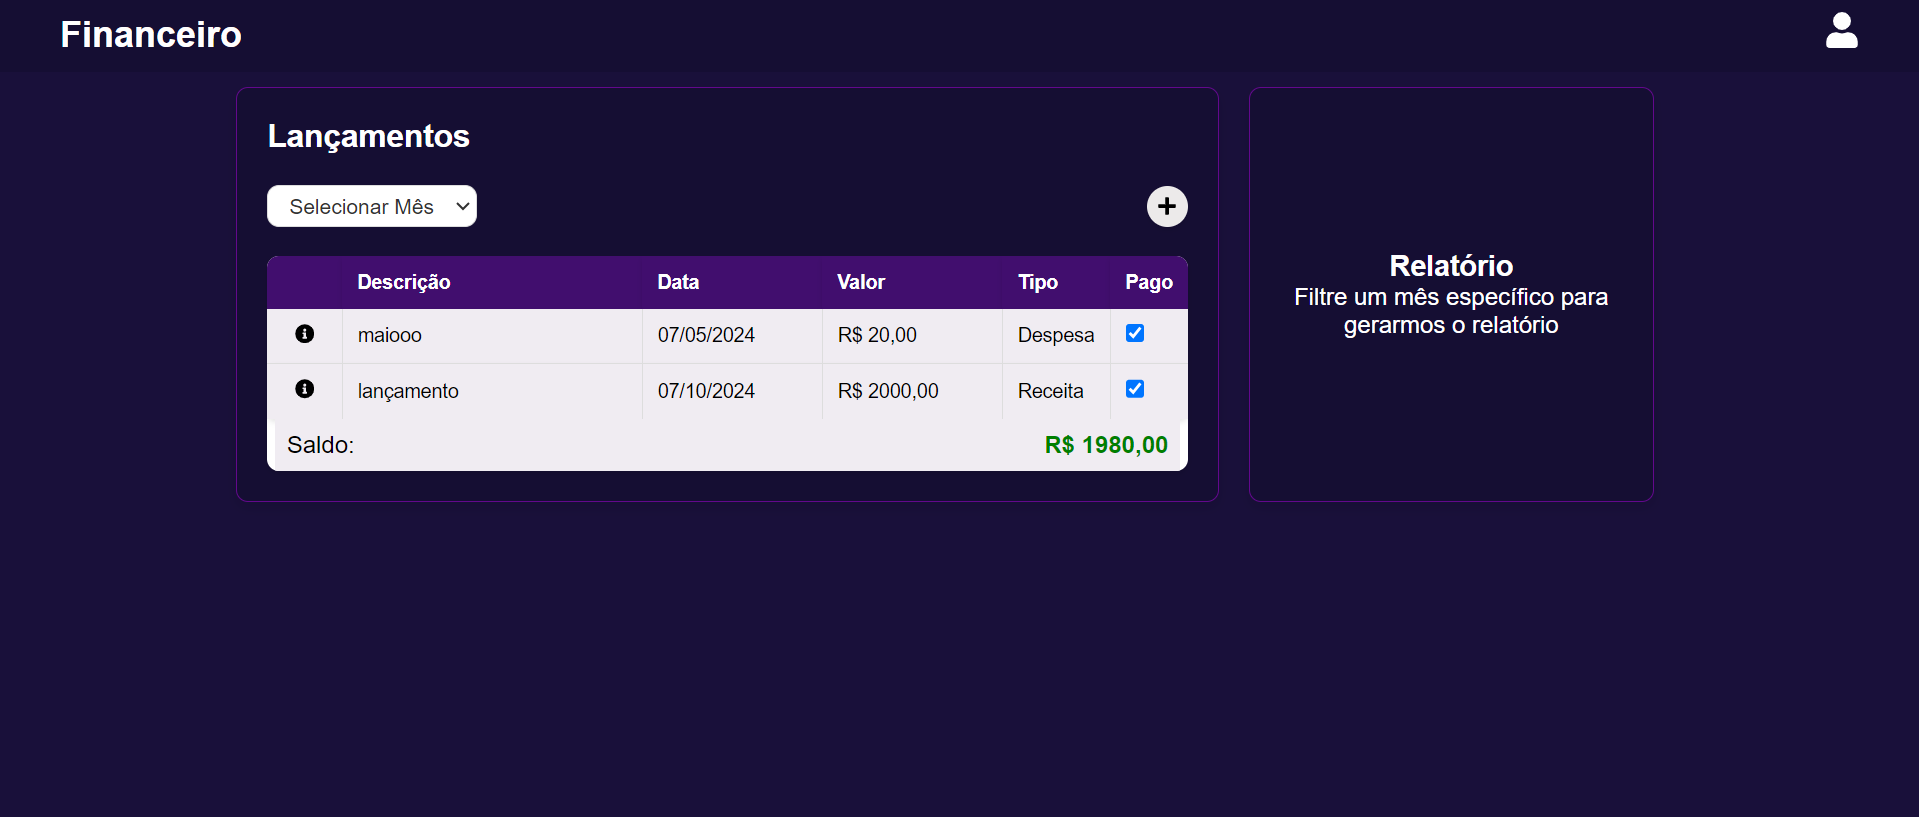 Financeiro
Lançamentos
Selecionar Mês
Descrição Data Valor Tipo Pago
maiooo 07/05/2024 R$ 20,00 Despesa
lançamento 07/10/2024 R$ 2000,00 Receita
Saldo: R$ 1980,00
Relatório
Filtre um mês específico para
gerarmos o relatório